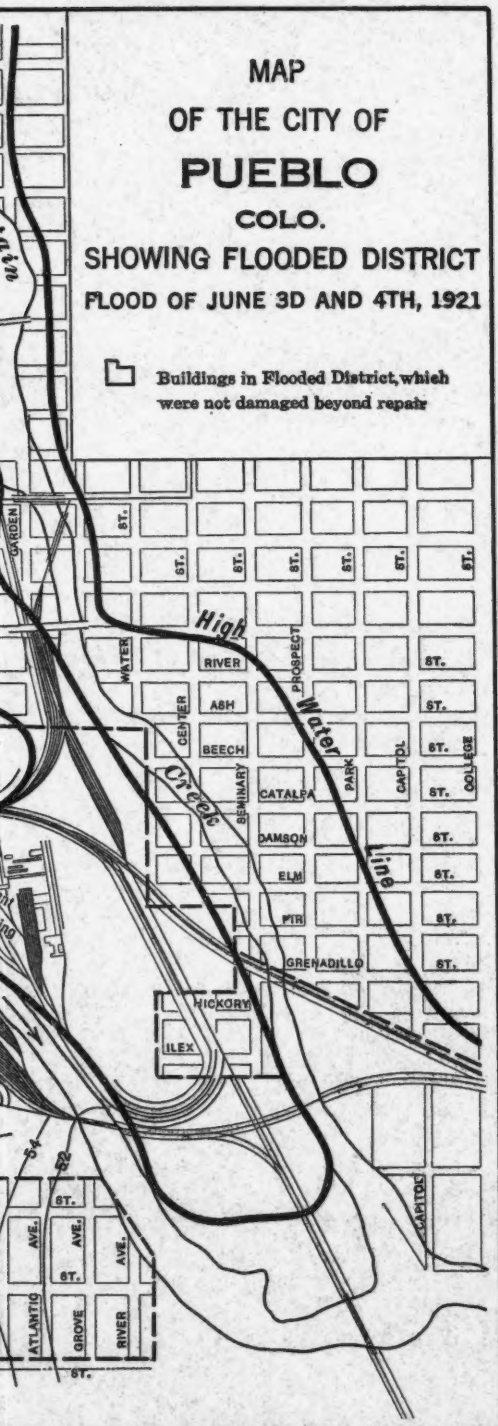 MAP
OF THE CITY OF
PUEBLO
COLO.
SHOWING FLOODED DISTRICT
FLOOD OF JUNE 3D AND 4TH, 1921
Buildings in Flooded District, which
were not damaged beyond repair
GARDEN
ST.
ST.
ST.
ST.
ST.
ST.
ST.
High
Water
Line
WATER
PROSPECT
RIVER
ST.
ASH
ST.
CENTER
BEECH
ST.
CAPITOL
COLLEGE
Creek
SEMINARY
CATALPA
PARK
ST.
DAMSON
ST.
ELM
ST.
FIR
ST.
GRENADILLO
ST.
HICKORY
ILEX
54
52
CAPITOL
ST.
AVE.
AVE.
AVE.
ST.
ATLANTIC
GROVE
RIVER
ST.